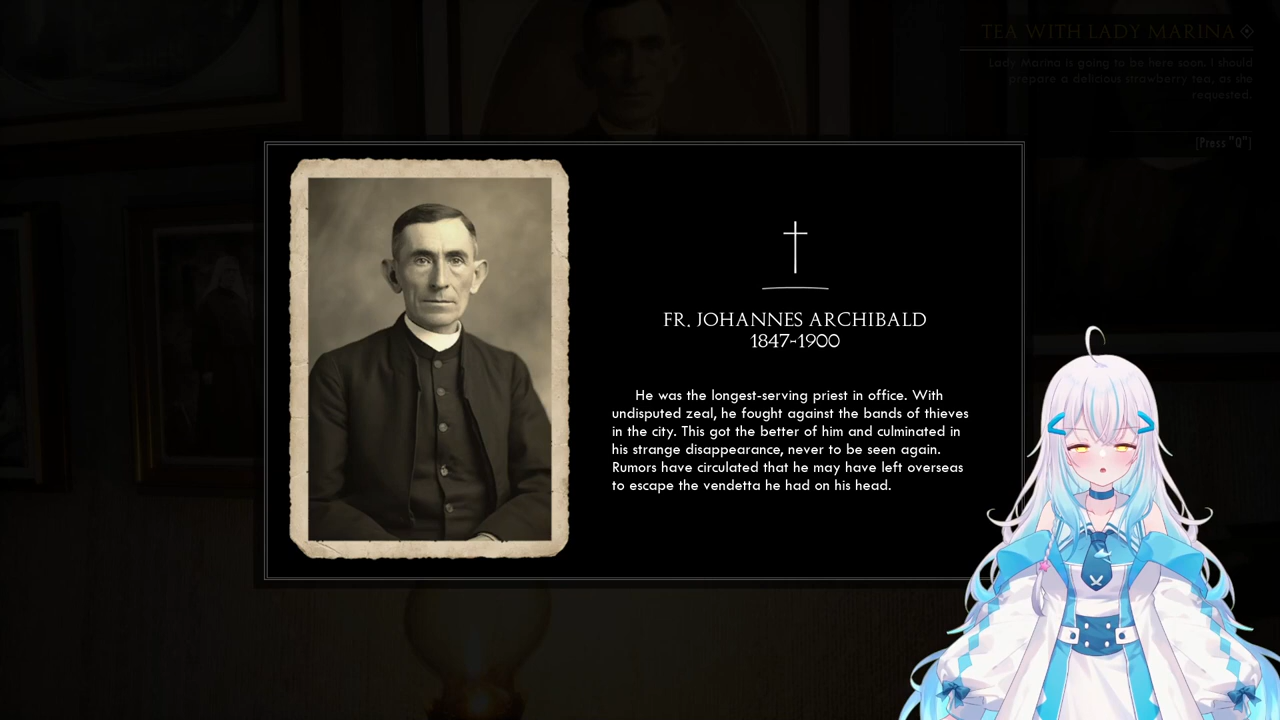 TEA WITH LADY MARINA
Lady Marina is going to be here soon. I should
prepare a delicious strawberry tea, as she
requested.
[Press "Q"]
FR. JOHANNES ARCHIBALD
1847-1900
He was the longest-serving priest in office. With
undisputed zeal, he fought against the bands of thieves
in the city. This got the better of him and culminated in
his strange disappearance, never to be seen again.
Rumors have circulated that he may have left overseas
to escape the vendetta he had on his head.